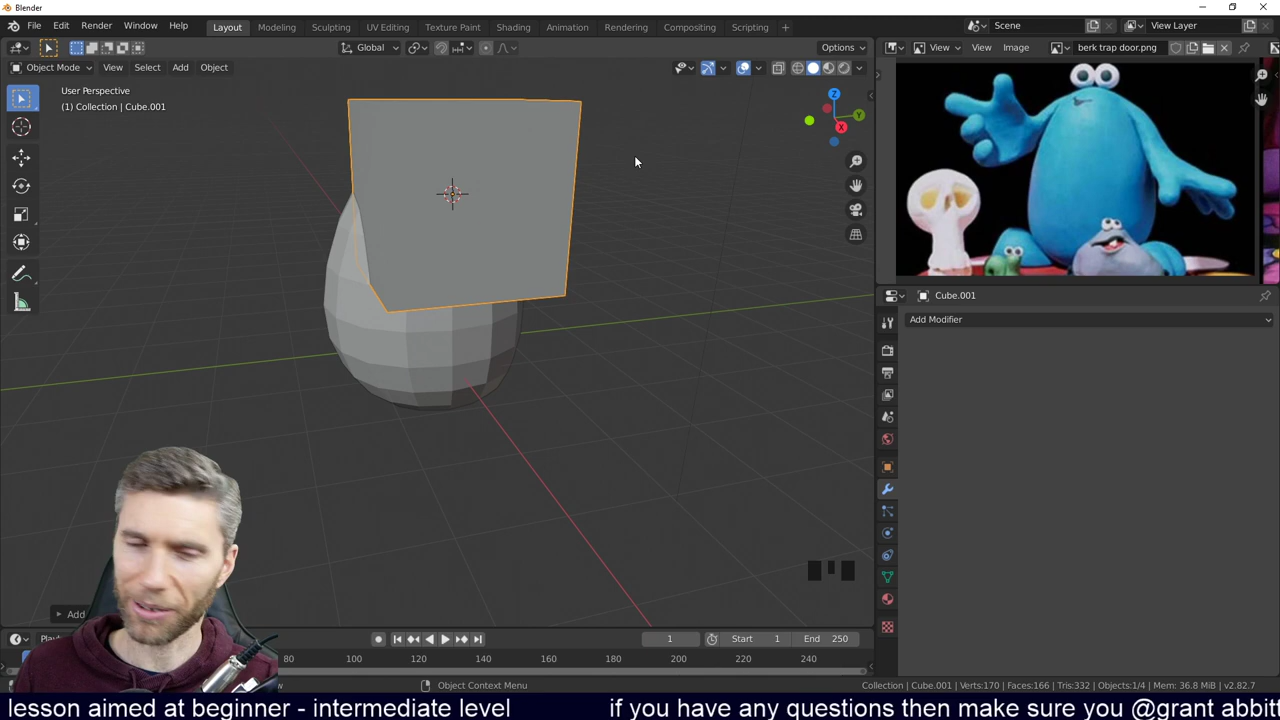 Blender
File Edit Render Window Help
Layout Modeling Sculpting UV Editing Texture Paint Shading Animation Rendering Compositing Scripting +
Scene
View Layer
Global
Options
View View Image berk trap door.png
Object Mode View Select Add Object
User Perspective
(1) Collection | Cube.001
Z
Y
X
Cube.001
Add Modifier
Add
1 Start 1 End 250
80 100 120 140 160 180 200 220 240
Object Context Menu
Collection | Cube.001 | Verts:170 | Faces:166 | Tris:332 | Objects:1/4 | Mem: 36.8 MiB | v2.82.7
lesson aimed at beginner - intermediate level if you have any questions then make sure you @grant abbit